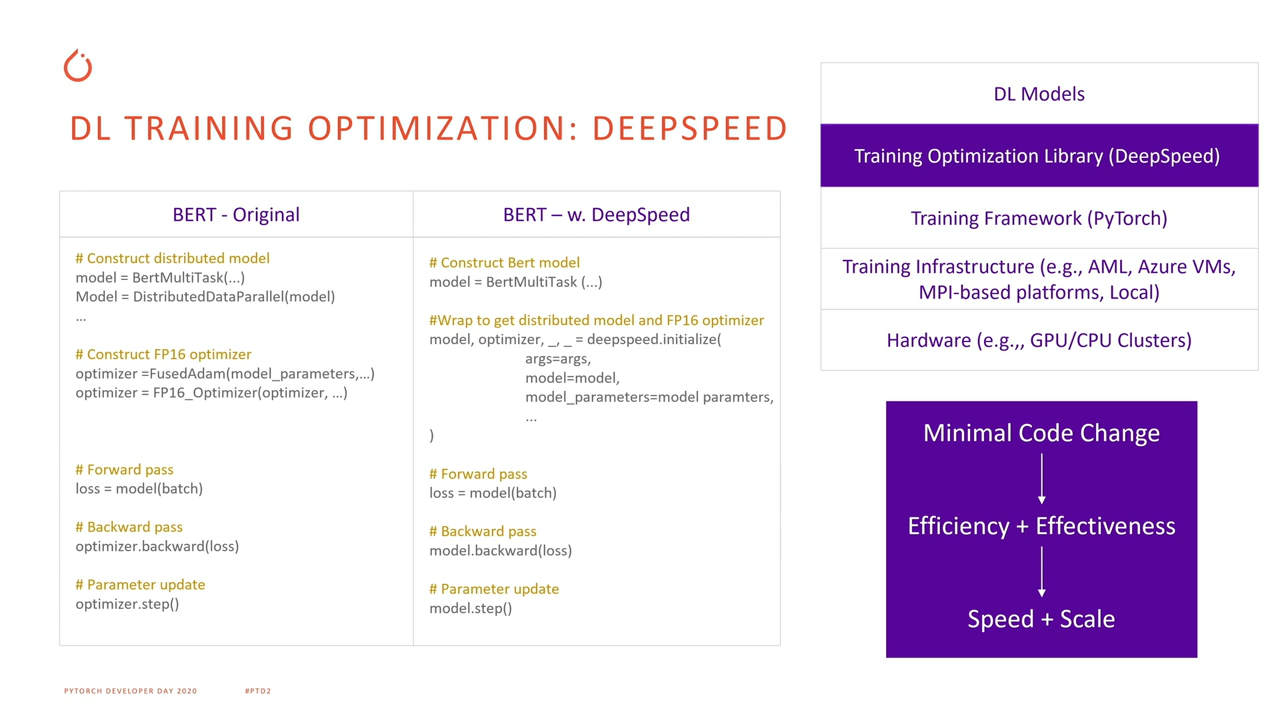 DL TRAINING OPTIMIZATION: DEEPSPEED
BERT - Original
# Construct distributed model
model = BertMultiTask(...)
Model = DistributedDataParallel(model)
...
# Construct FP16 optimizer
optimizer =FusedAdam(model_parameters,...)
optimizer = FP16_Optimizer(optimizer, ...)
# Forward pass
loss = model(batch)
# Backward pass
optimizer.backward(loss)
# Parameter update
optimizer.step()
BERT – w. DeepSpeed
# Construct Bert model
model = BertMultiTask (...)
#Wrap to get distributed model and FP16 optimizer
model, optimizer, _, _ = deepspeed.initialize(
args=args,
model=model,
model_parameters=model paramters,
...
)
# Forward pass
loss = model(batch)
# Backward pass
model.backward(loss)
# Parameter update
model.step()
DL Models
Training Optimization Library (DeepSpeed)
Training Framework (PyTorch)
Training Infrastructure (e.g., AML, Azure VMs,
MPI-based platforms, Local)
Hardware (e.g.,, GPU/CPU Clusters)
Minimal Code Change
Efficiency + Effectiveness
Speed + Scale
PYTORCH DEVELOPER DAY 2020
#PTD2